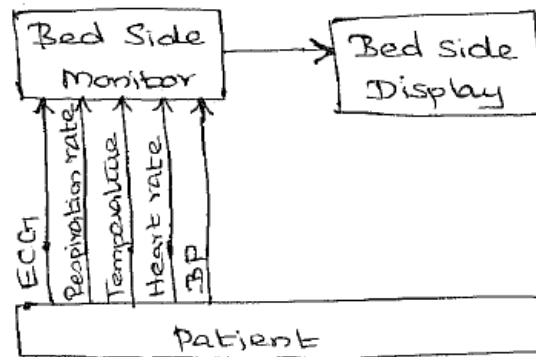 Bed Side
Monitor
Bed Side
Display
ECG
Respiration rate
Temperature
Heart rate
BP
Patient